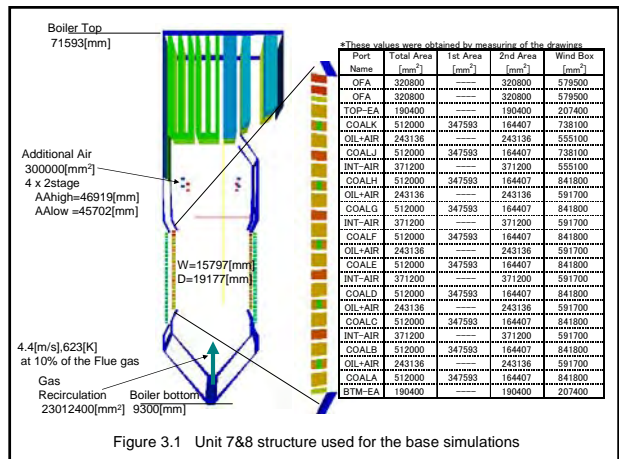 Boiler Top
71593[mm]
Additional Air
300000[mm²]
4 x 2stage
AAhigh=46919[mm]
AAlow =45702[mm]
W=15797[mm]
D=19177[mm]
4.4[m/s],623[K]
at 10% of the Flue gas
Gas
Recirculation
23012400[mm²]
Boiler bottom
9300[mm]
*These values were obtained by measuring of the drawings
Port Name Total Area [mm²] 1st Area [mm²] 2nd Area [mm²] Wind Box [mm²]
OFA 320800 ---- 320800 579500
OFA 320800 ---- 320800 579500
TOP-EA 190400 ---- 190400 207400
COALK 512000 347593 164407 738100
OIL+AIR 243136 ---- 243136 555100
COALJ 512000 347593 164407 738100
INT-AIR 371200 ---- 371200 555100
COALH 512000 347593 164407 841800
OIL+AIR 243136 ---- 243136 591700
COALG 512000 347593 164407 841800
INT-AIR 371200 ---- 371200 591700
COALF 512000 347593 164407 841800
OIL+AIR 243136 ---- 243136 591700
COALE 512000 347593 164407 841800
INT-AIR 371200 ---- 371200 591700
COALD 512000 347593 164407 841800
OIL+AIR 243136 ---- 243136 591700
COALC 512000 347593 164407 841800
INT-AIR 371200 ---- 371200 591700
COALB 512000 347593 164407 841800
OIL+AIR 243136 ---- 243136 591700
COALA 512000 347593 164407 841800
BTM-EA 190400 ---- 190400 207400
Figure 3.1 Unit 7&8 structure used for the base simulations